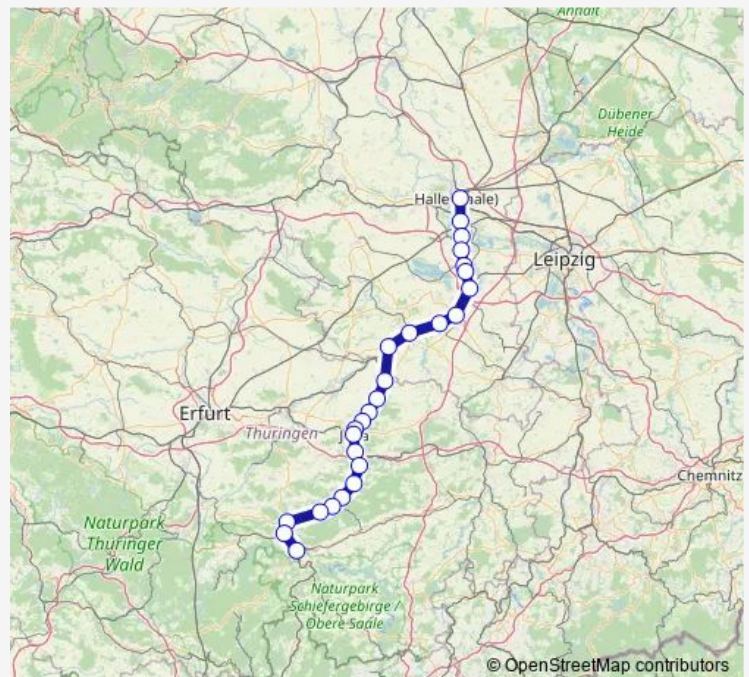 Anhalt
Dübener
Heide
Halle (Saale)
Leipzig
Erfurt
Thüringen
Chemnitz
Naturpark
Thüringer
Wald
Naturpark
Schiefergebirge /
Obere Saale
© OpenStreetMap contributors